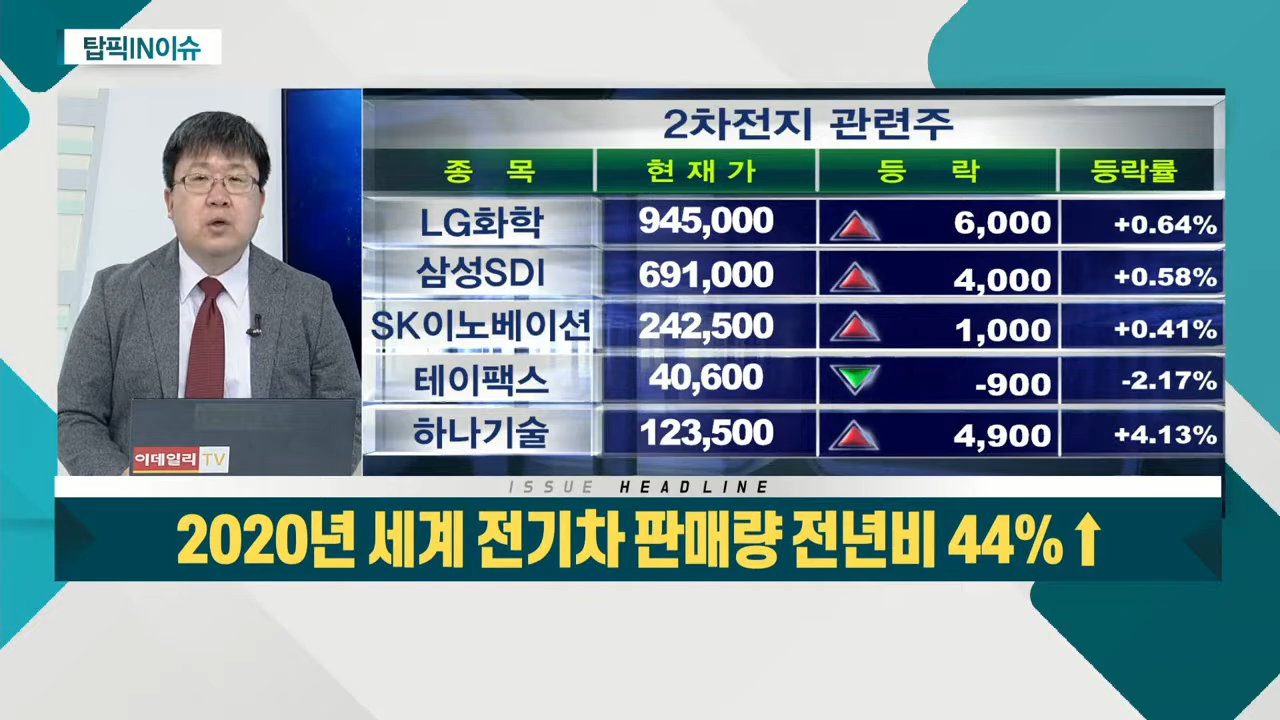 탑픽IN이슈
2차전지 관련주
종 목 현 재 가 등 락 등락률
LG화학 945,000 6,000 +0.64%
삼성SDI 691,000 4,000 +0.58%
SK이노베이션 242,500 1,000 +0.41%
테이팩스 40,600 -900 -2.17%
하나기술 123,500 4,900 +4.13%
이데일리 TV
ISSUE HEADLINE
2020년 세계 전기차 판매량 전년비 44%↑